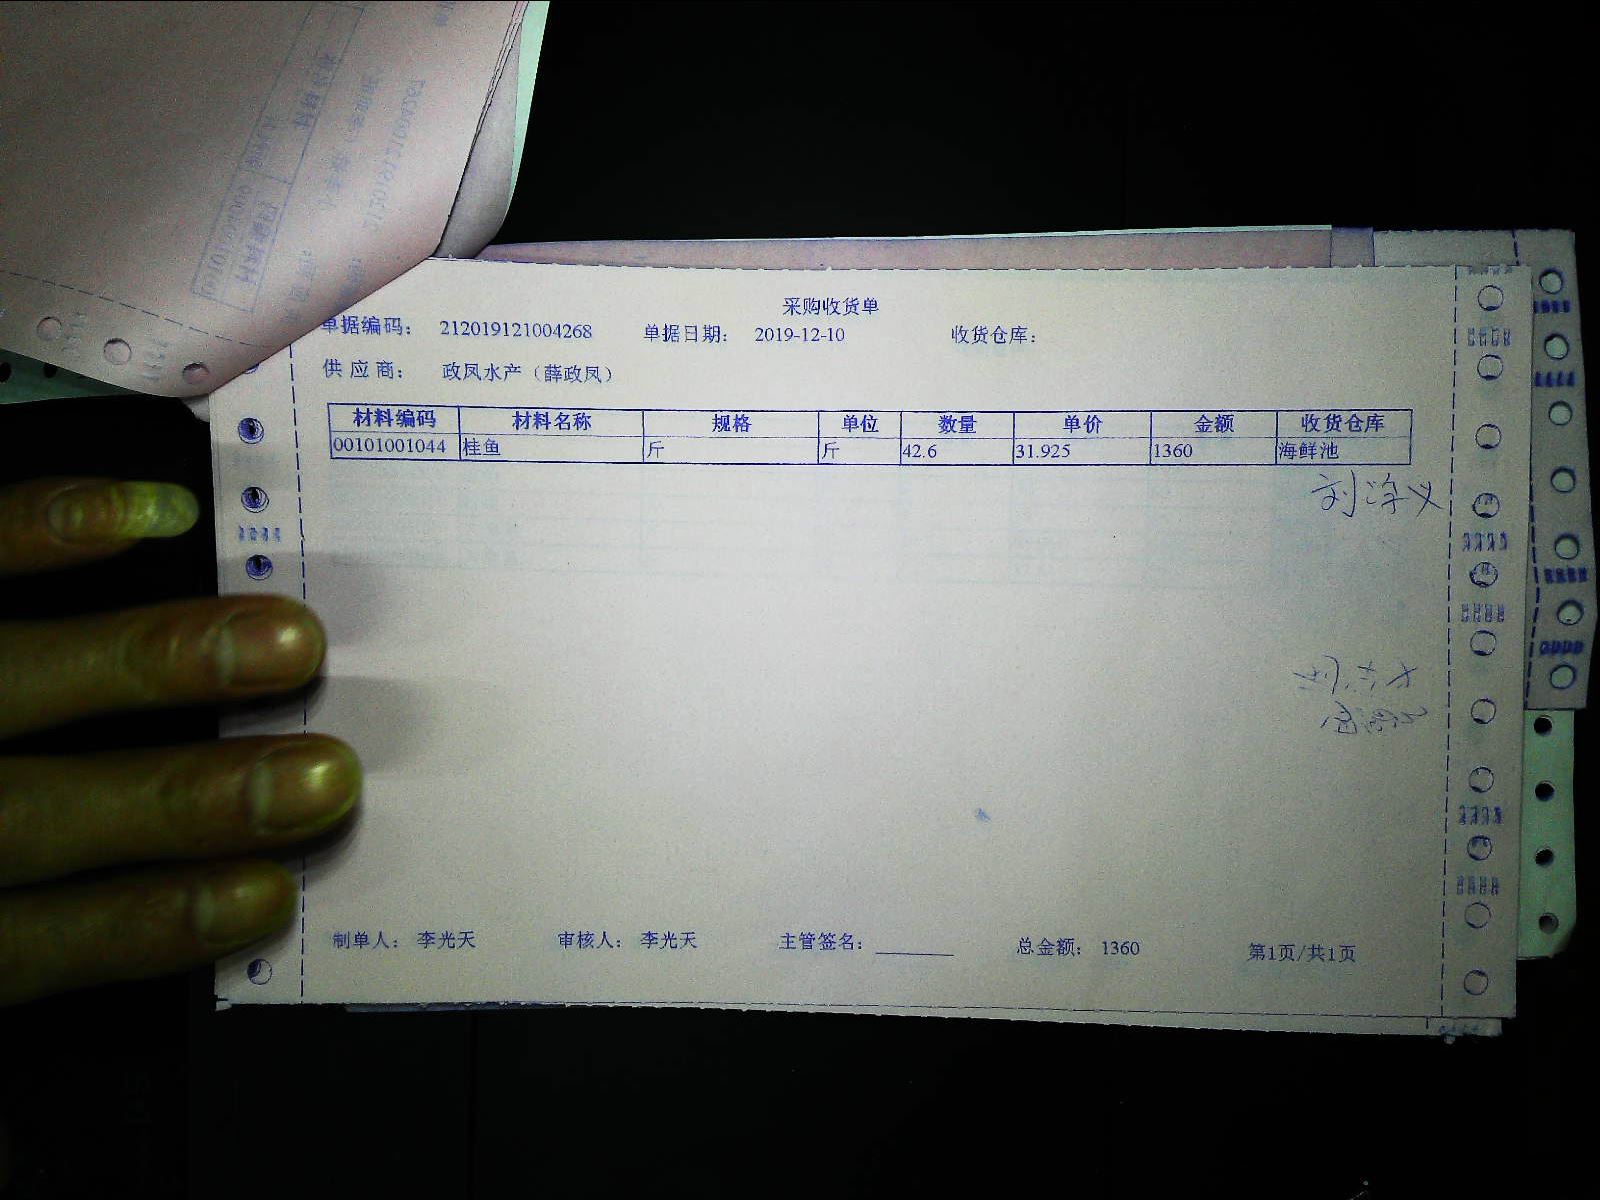 采购收货单
单据编码： 212019121004268 单据日期： 2019-12-10 收货仓库：
供 应 商： 政凤水产（薛政凤）
材料编码 材料名称 规格 单位 数量 单价 金额 收货仓库
00101001044 桂鱼 斤 斤 42.6 31.925 1360 海鲜池
制单人： 李光天 审核人： 李光天 主管签名： 总金额： 1360 第1页/共1页